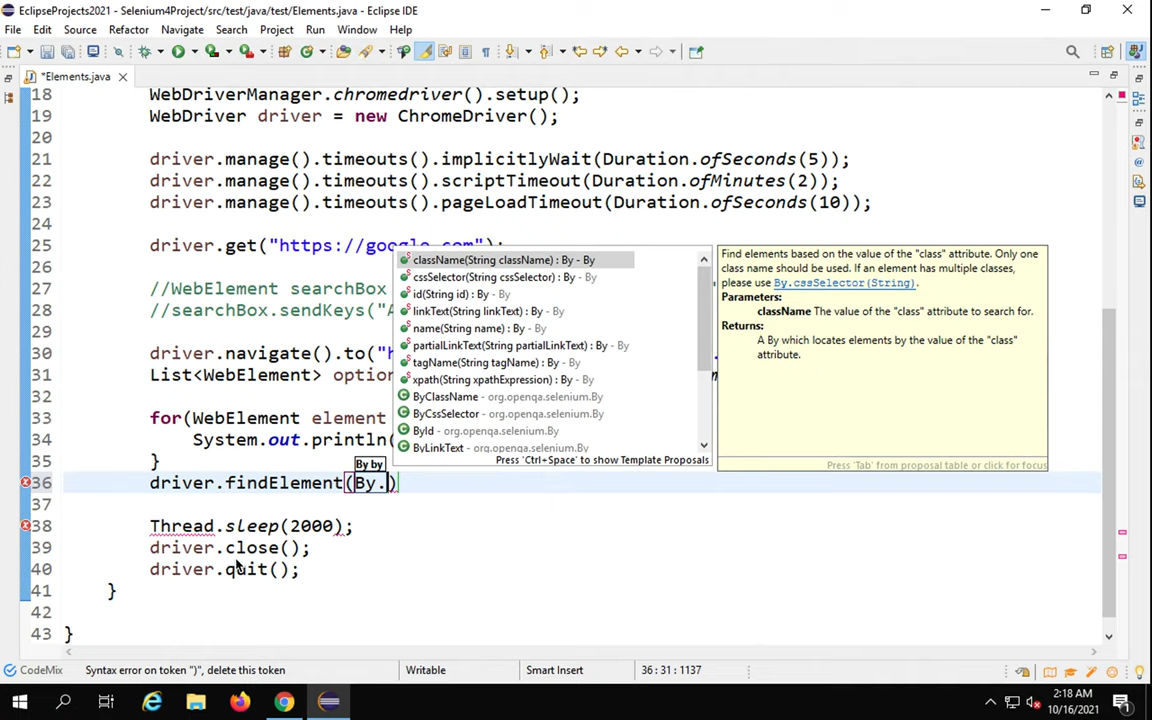 EclipseProjects2021 - Selenium4Project/src/test/java/test/Elements.java - Eclipse IDE
File Edit Source Refactor Navigate Search Project Run Window Help
*Elements.java
18 WebDriverManager.chromedriver().setup();
19 WebDriver driver = new ChromeDriver();
20
21 driver.manage().timeouts().implicitlyWait(Duration.ofSeconds(5));
22 driver.manage().timeouts().scriptTimeout(Duration.ofMinutes(2));
23 driver.manage().timeouts().pageLoadTimeout(Duration.ofSeconds(10));
24
25 driver.get("https://google.com");
26
27 //WebElement searchBox
28 //searchBox.sendKeys("
29
30 driver.navigate().to("
31 List<WebElement> option
32
33 for(WebElement element
34 System.out.println(
35 }
36 driver.findElement(By.)
37
38 Thread.sleep(2000);
39 driver.close();
40 driver.quit();
41 }
42
43 }
className(String className) : By - By
cssSelector(String cssSelector) : By - By
id(String id) : By - By
linkText(String linkText) : By - By
name(String name) : By - By
partialLinkText(String partialLinkText) : By - By
tagName(String tagName) : By - By
xpath(String xpathExpression) : By - By
ByClassName - org.openqa.selenium.By
ByCssSelector - org.openqa.selenium.By
ById - org.openqa.selenium.By
ByLinkText - org.openqa.selenium.By
Press 'Ctrl+Space' to show Template Proposals
By by
Find elements based on the value of the "class" attribute. Only one
class name should be used. If an element has multiple classes,
please use By.cssSelector(String).
Parameters:
className The value of the "class" attribute to search for.
Returns:
A By which locates elements by the value of the "class"
attribute.
Press 'Tab' from proposal table or click for focus
CodeMix Syntax error on token "}", delete this token Writable Smart Insert 36 : 31 : 1137
2:18 AM
10/16/2021
1